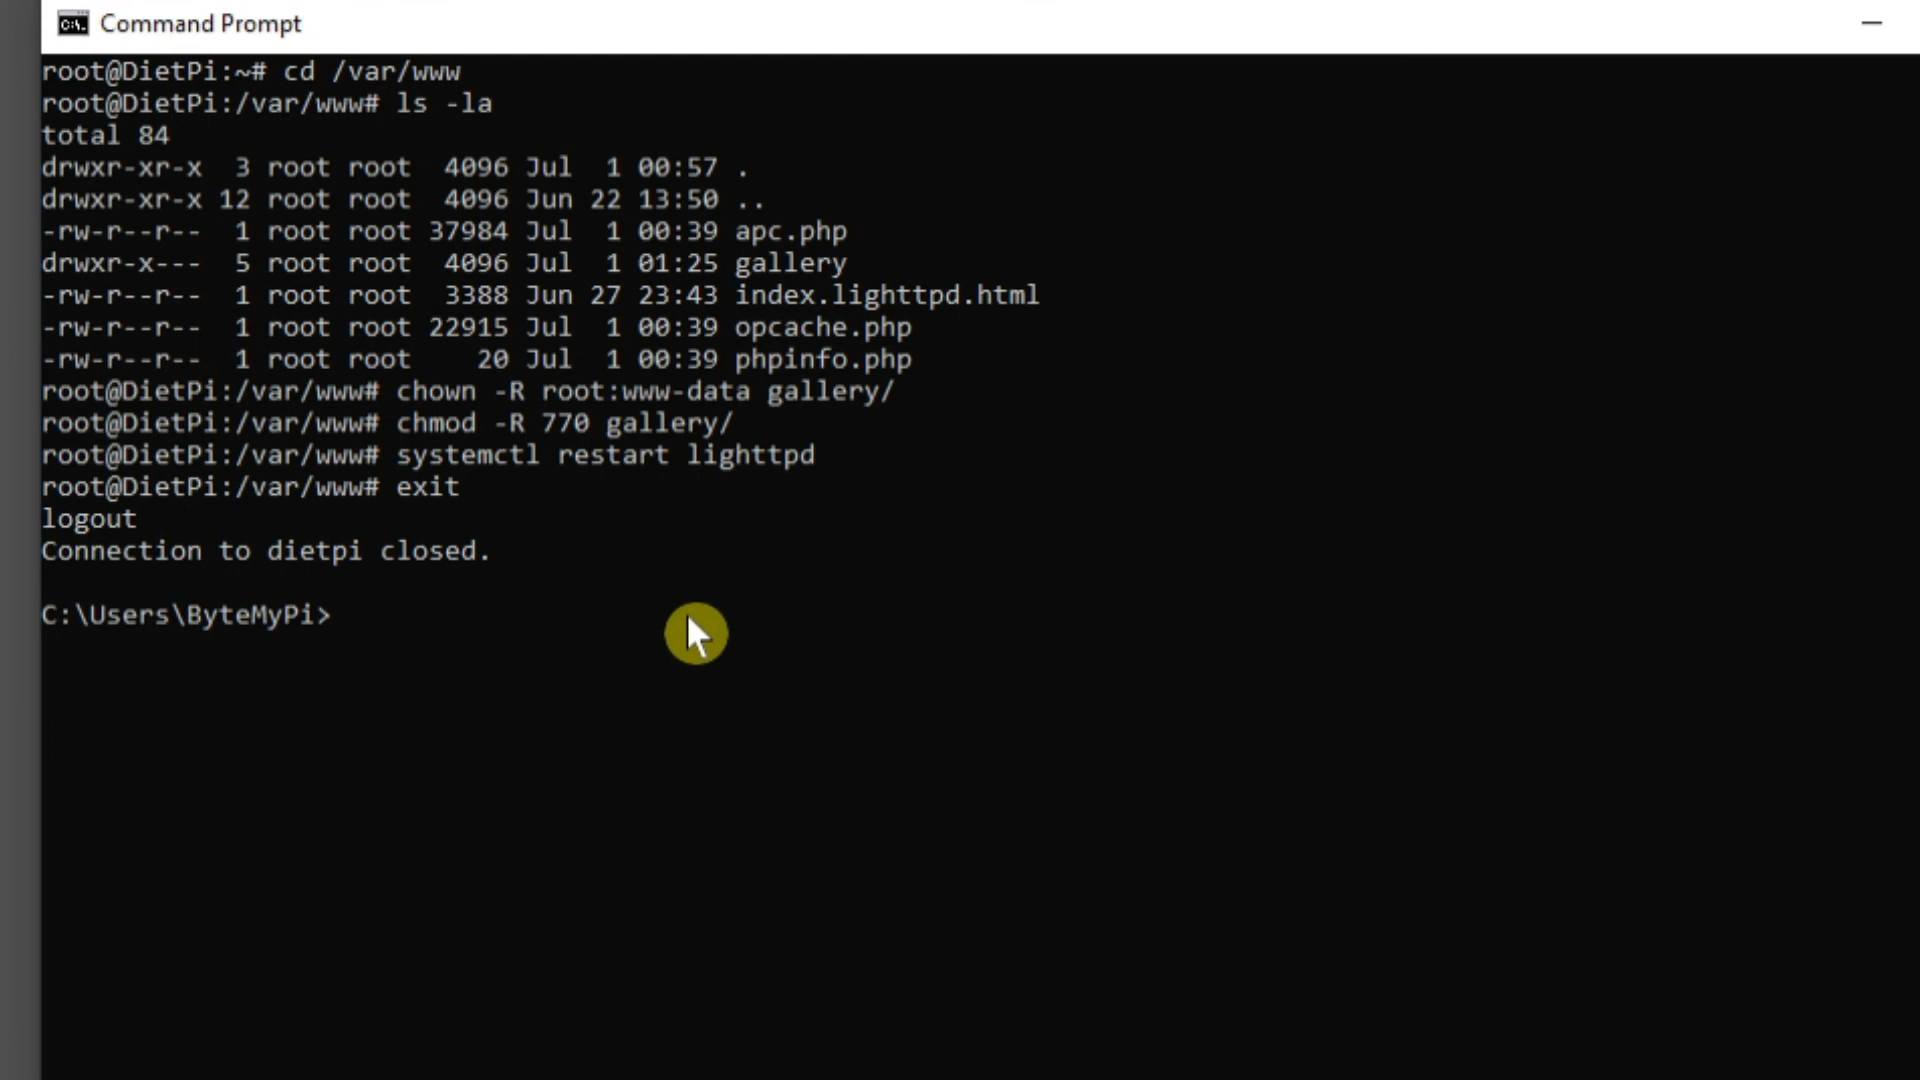 Command Prompt
root@DietPi:~# cd /var/www
root@DietPi:/var/www# ls -la
total 84
drwxr-xr-x  3 root root  4096 Jul  1 00:57 .
drwxr-xr-x 12 root root  4096 Jun 22 13:50 ..
-rw-r--r--  1 root root 37984 Jul  1 00:39 apc.php
drwxr-x---  5 root root  4096 Jul  1 01:25 gallery
-rw-r--r--  1 root root  3388 Jun 27 23:43 index.lighttpd.html
-rw-r--r--  1 root root 22915 Jul  1 00:39 opcache.php
-rw-r--r--  1 root root    20 Jul  1 00:39 phpinfo.php
root@DietPi:/var/www# chown -R root:www-data gallery/
root@DietPi:/var/www# chmod -R 770 gallery/
root@DietPi:/var/www# systemctl restart lighttpd
root@DietPi:/var/www# exit
logout
Connection to dietpi closed.
C:\Users\ByteMyPi>